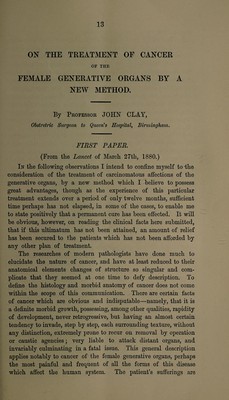 13
ON THE TREATMENT OF CANCER
OF THE
FEMALE GENERATIVE ORGANS BY A
NEW METHOD.
By Professor JOHN CLAY,
Obstetric Surgeon to Queen's Hospital, Birmingham.
FIRST PAPER.
(From the Lancet of March 27th, 1880.)
In the following observations I intend to confine myself to the
consideration of the treatment of carcinomatous affections of the
generative organs, by a new method which I believe to possess
great advantages, though as the experience of this particular
treatment extends over a period of only twelve months, sufficient
time perhaps has not elapsed, in some of the cases, to enable me
to state positively that a permanent cure has been effected. It will
be obvious, however, on reading the clinical facts here submitted,
that if this ultimatum has not been attained, an amount of relief
has been secured to the patients which has not been afforded by
any other plan of treatment.
The researches of modern pathologists have done much to
elucidate the nature of cancer, and have at least reduced to their
anatomical elements changes of structure so singular and com-
plicate that they seemed at one time to defy description. To
define the histology and morbid anatomy of cancer does not come
within the scope of this communication. There are certain facts
of cancer which are obvious and indisputable—namely, that it is
a definite morbid growth, possessing, among other qualities, rapidity
of development, never retrogressive, but having an almost certain
tendency to invade, step by step, each surrounding texture, without
any distinction, extremely prone to recur on removal by operation
or caustic agencies; very liable to attack distant organs, and
invariably culminating in a fatal issue. This general description
applies notably to cancer of the female generative organs, perhaps
the most painful and frequent of all the forms of this disease
which affect the human system. The patient's sufferings are